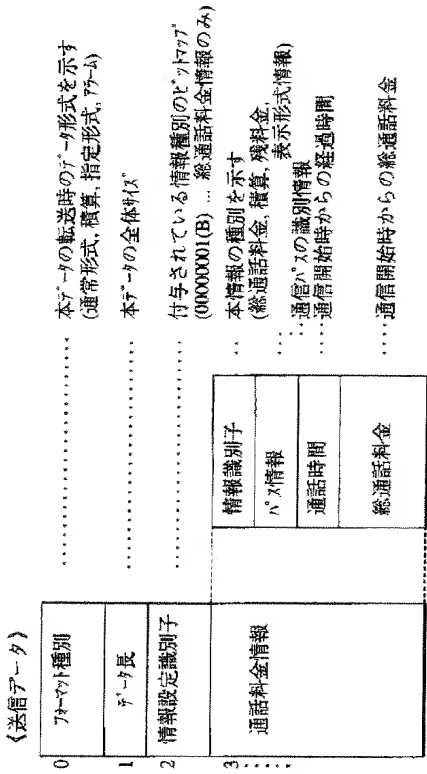 《送信データ》
0 フォーマット種別 本データの転送時のデータ形式を示す
(通常形式, 積算, 指定形式, アラーム)
1 データ長 本データの全体サイズ
2 情報設定識別子 付与されている情報種別のビットマップ
(00000001(B) ... 総通話料金情報のみ)
3 通話料金情報
情報識別子 本情報の種別を示す
(総通話料金, 積算, 残料金,
表示形式情報)
パス情報 通信パスの識別情報
通話時間 通信開始時からの経過時間
総通話料金 通信開始時からの総通話料金